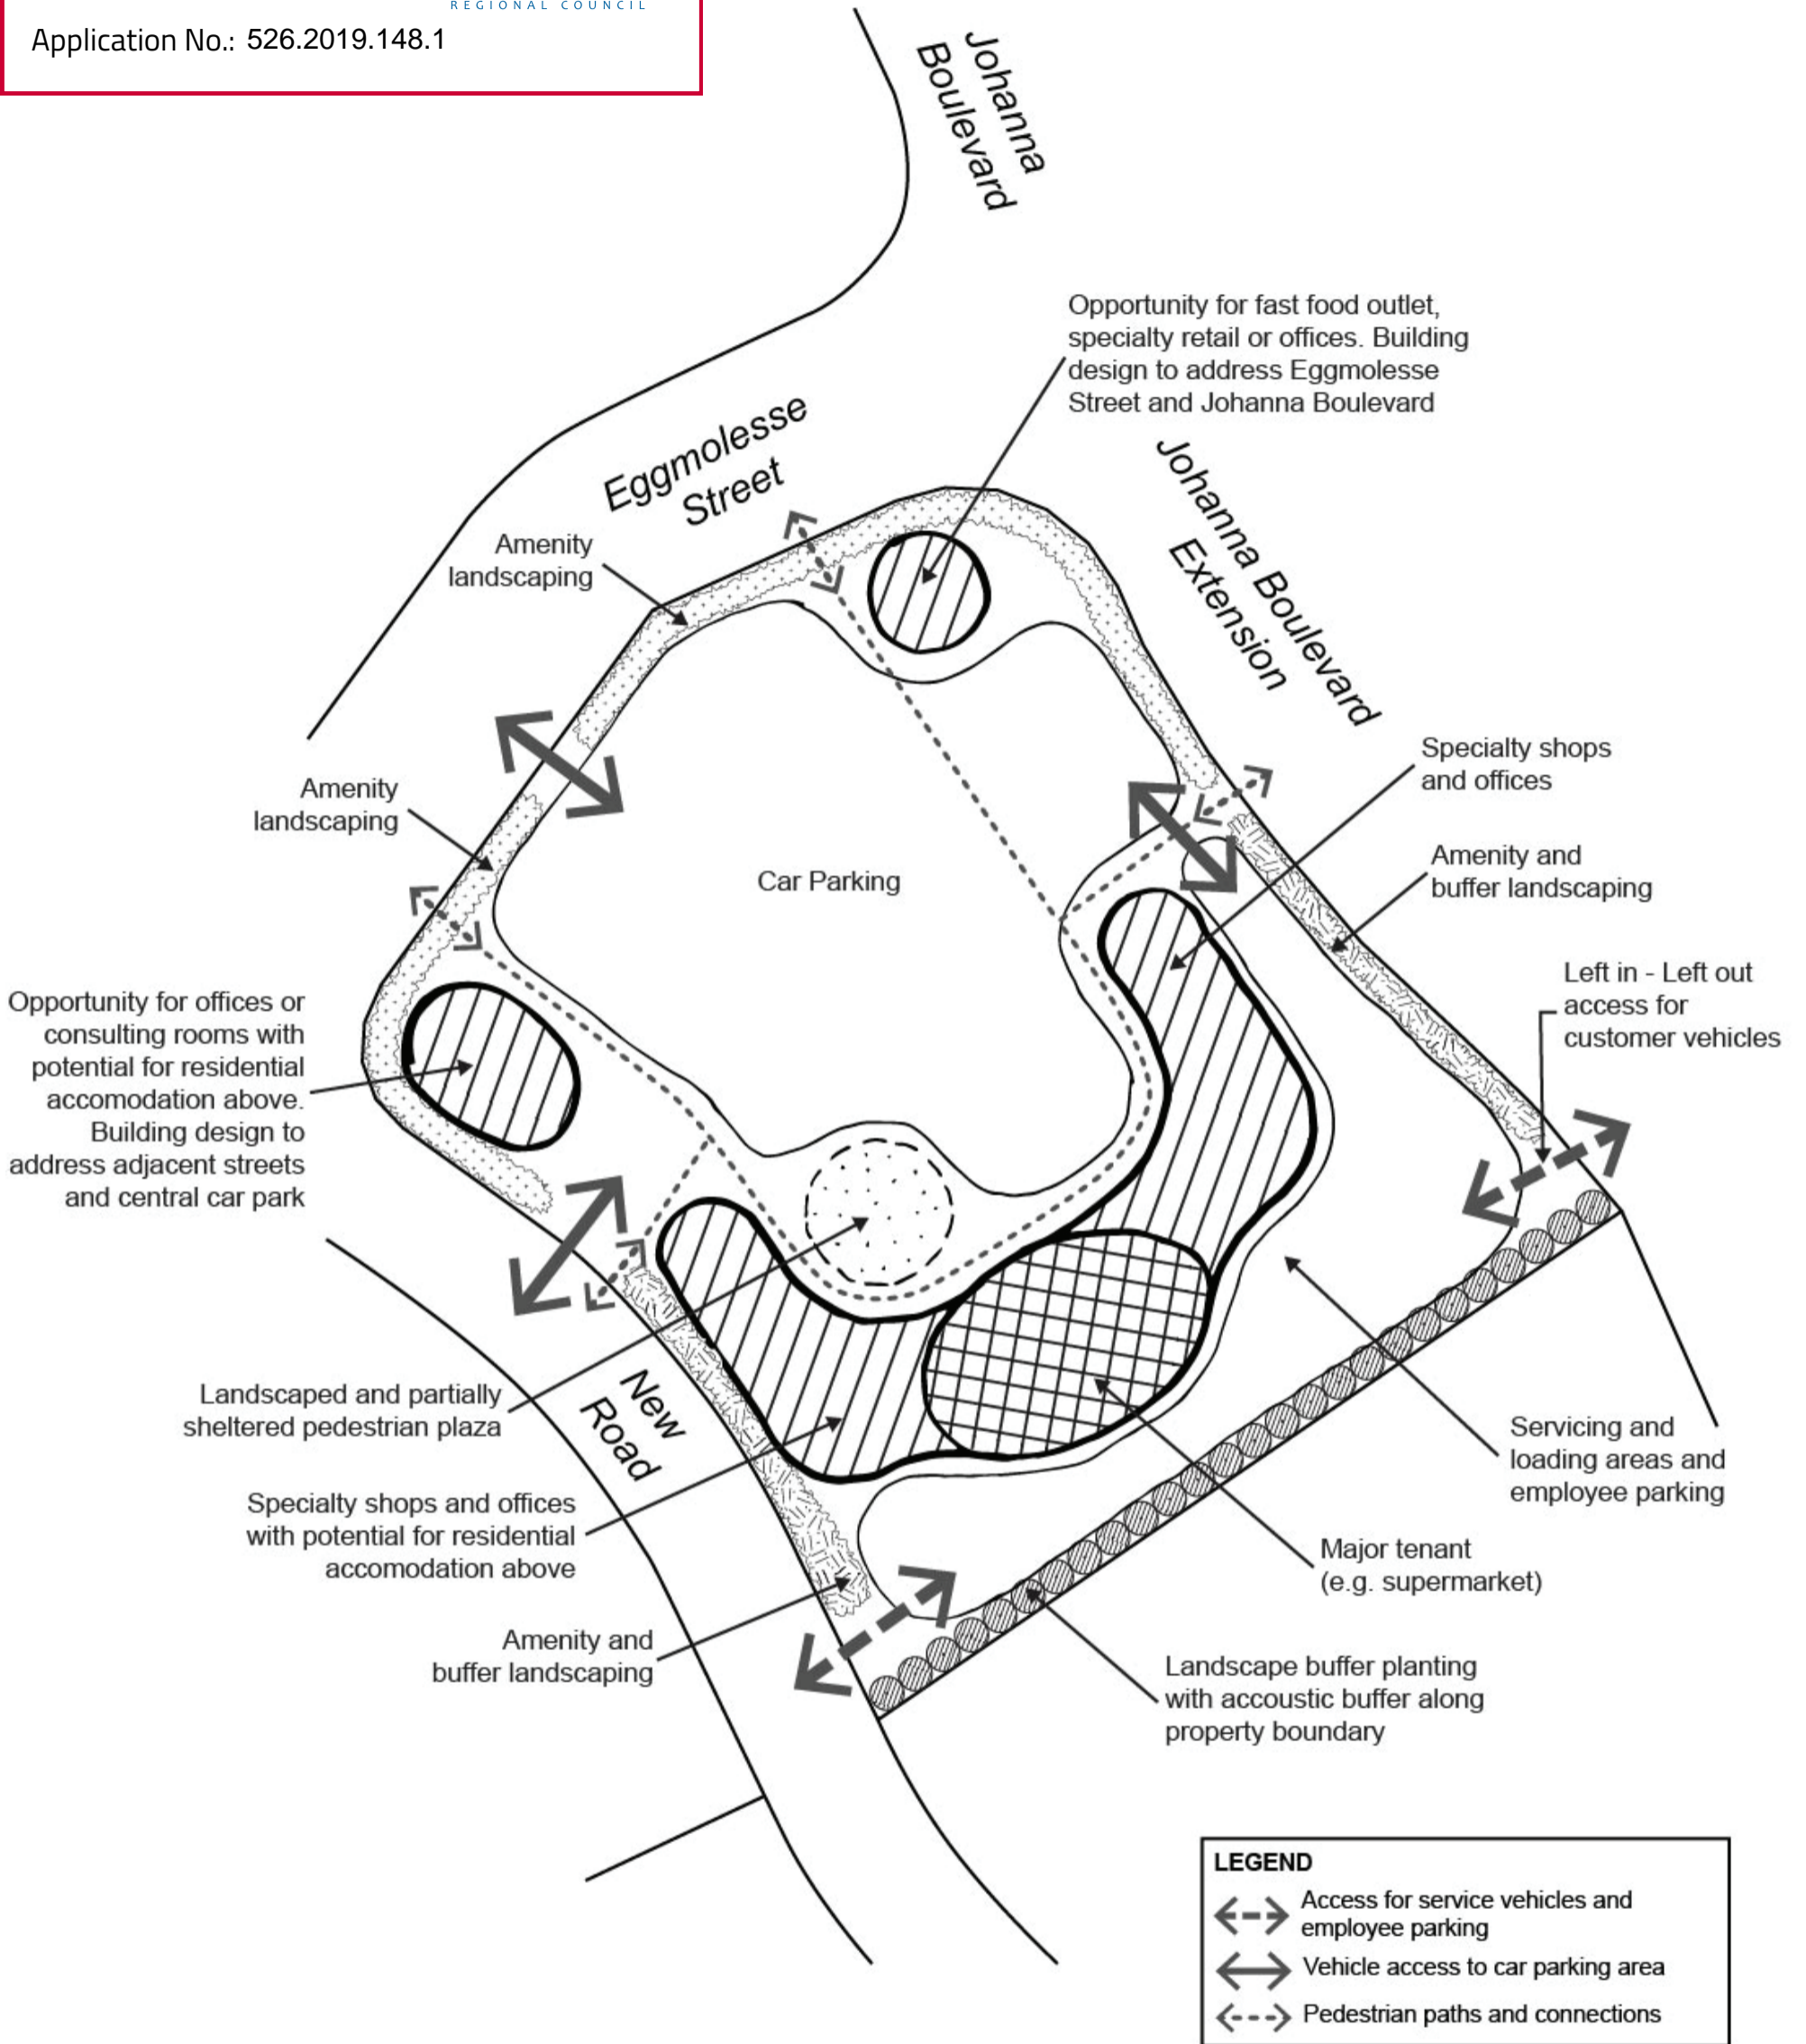 REGIONAL COUNCIL
Application No.: 526.2019.148.1
Johanna
Boulevard
Opportunity for fast food outlet,
specialty retail or offices. Building
design to address Eggmolesse
Street and Johanna Boulevard
Eggmolesse
Street
Johanna Boulevard
Extension
Amenity
landscaping
Specialty shops
and offices
Amenity
landscaping
Car Parking
Amenity and
buffer landscaping
Left in - Left out
access for
customer vehicles
Opportunity for offices or
consulting rooms with
potential for residential
accomodation above.
Building design to
address adjacent streets
and central car park
Landscaped and partially
sheltered pedestrian plaza
New
Road
Servicing and
loading areas and
employee parking
Specialty shops and offices
with potential for residential
accomodation above
Major tenant
(e.g. supermarket)
Amenity and
buffer landscaping
Landscape buffer planting
with accoustic buffer along
property boundary
LEGEND
Access for service vehicles and
employee parking
Vehicle access to car parking area
Pedestrian paths and connections